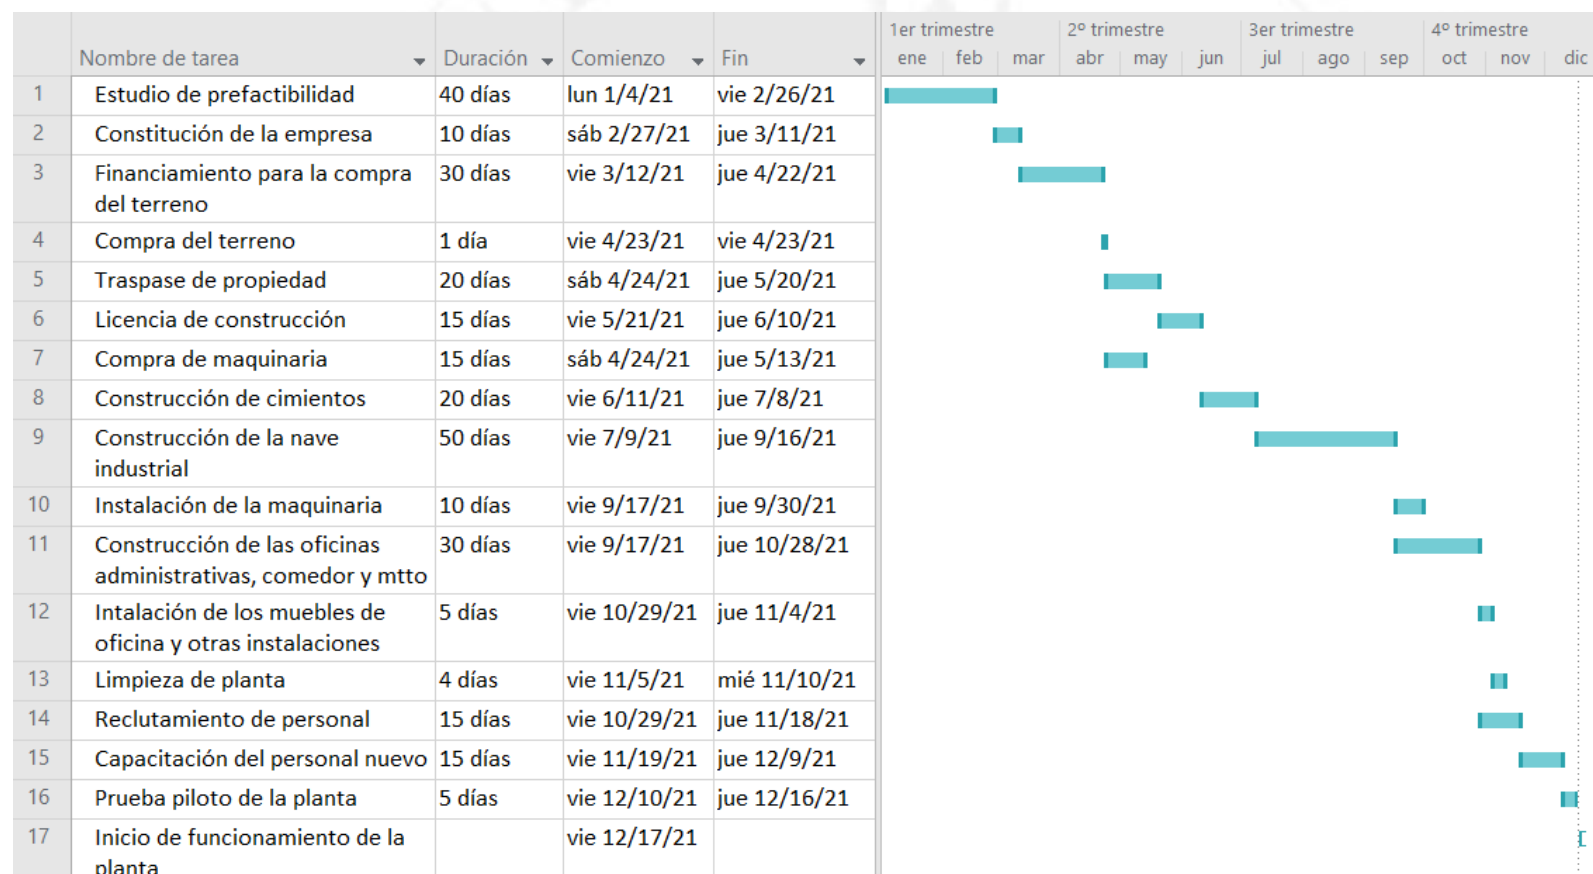 1er trimestre 2º trimestre 3er trimestre 4º trimestre
Nombre de tarea Duración Comienzo Fin ene feb mar abr may jun jul ago sep oct nov dic
1 Estudio de prefactibilidad 40 días lun 1/4/21 vie 2/26/21
2 Constitución de la empresa 10 días sáb 2/27/21 jue 3/11/21
3 Financiamiento para la compra 30 días vie 3/12/21 jue 4/22/21
del terreno
4 Compra del terreno 1 día vie 4/23/21 vie 4/23/21
5 Traspase de propiedad 20 días sáb 4/24/21 jue 5/20/21
6 Licencia de construcción 15 días vie 5/21/21 jue 6/10/21
7 Compra de maquinaria 15 días sáb 4/24/21 jue 5/13/21
8 Construcción de cimientos 20 días vie 6/11/21 jue 7/8/21
9 Construcción de la nave 50 días vie 7/9/21 jue 9/16/21
industrial
10 Instalación de la maquinaria 10 días vie 9/17/21 jue 9/30/21
11 Construcción de las oficinas 30 días vie 9/17/21 jue 10/28/21
administrativas, comedor y mtto
12 Intalación de los muebles de 5 días vie 10/29/21 jue 11/4/21
oficina y otras instalaciones
13 Limpieza de planta 4 días vie 11/5/21 mié 11/10/21
14 Reclutamiento de personal 15 días vie 10/29/21 jue 11/18/21
15 Capacitación del personal nuevo 15 días vie 11/19/21 jue 12/9/21
16 Prueba piloto de la planta 5 días vie 12/10/21 jue 12/16/21
17 Inicio de funcionamiento de la vie 12/17/21
planta